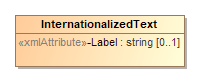 InternationalizedText
«xmlAttribute»-Label : string [0..1]